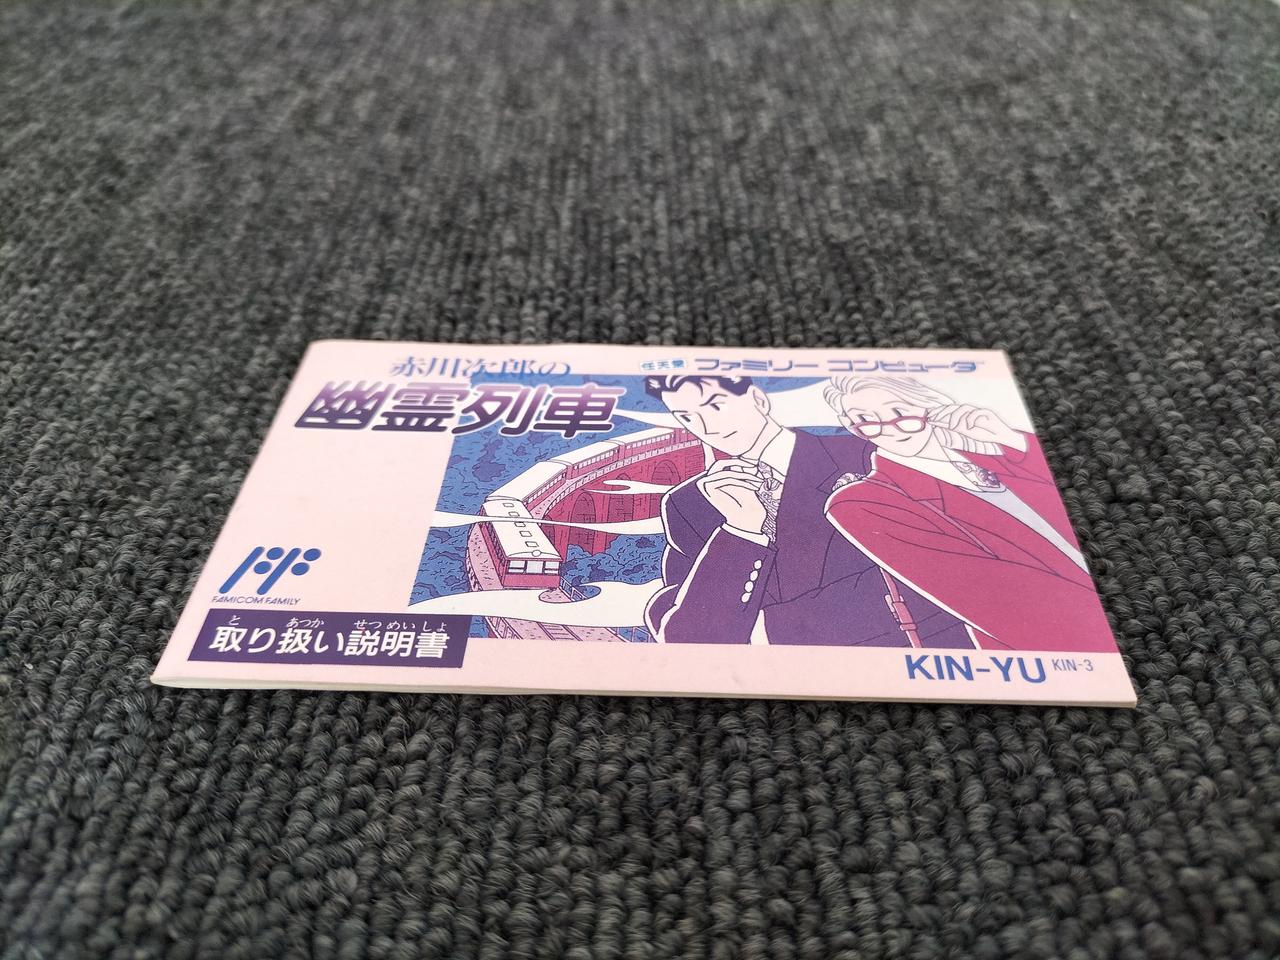 赤川次郎の
幽霊列車
任天堂 ファミリーコンピュータ
FAMICOM FAMILY
と あつか せつめいしょ
取り扱い説明書
KIN-YU KIN-3